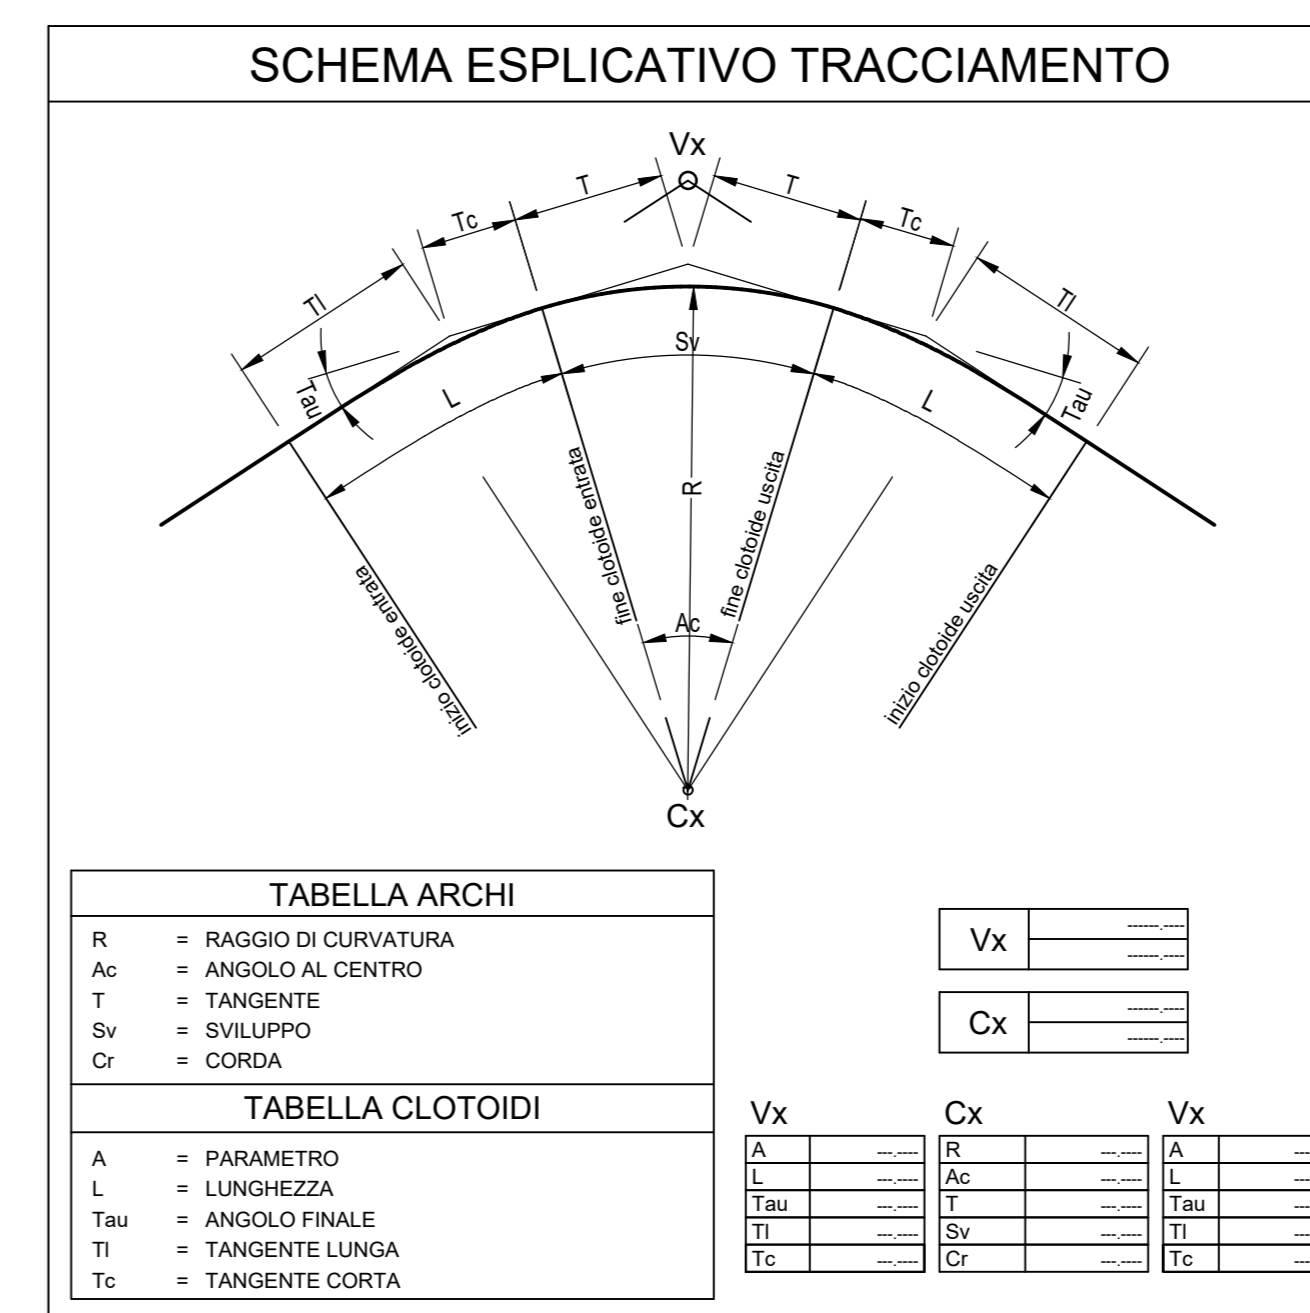 SCHEMA ESPLICATIVO TRACCIAMENTO
Vx
T T
Tc Tc
Tl Tl
Sv
Tau L L Tau
R
fine clotoide entrata
fine clotoide uscita
inizio clotoide entrata
inizio clotoide uscita
Ac
Cx
TABELLA ARCHI
R = RAGGIO DI CURVATURA
Ac = ANGOLO AL CENTRO
T = TANGENTE
Sv = SVILUPPO
Cr = CORDA
TABELLA CLOTOIDI
A = PARAMETRO
L = LUNGHEZZA
Tau = ANGOLO FINALE
Tl = TANGENTE LUNGA
Tc = TANGENTE CORTA
Vx ------.----
------.----
Cx ------.----
------.----
Vx Cx Vx
A ---.---- R ---.---- A ---
L ---.---- Ac ---.---- L ---
Tau ---.---- T ---.---- Tau ---
Tl ---.---- Sv ---.---- Tl ---
Tc ---.---- Cr ---.---- Tc ---